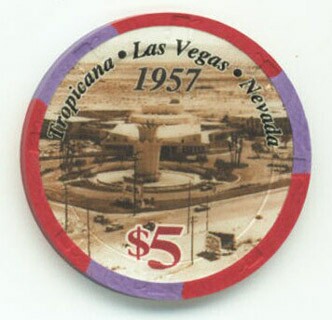 Tropicana • Las Vegas • Nevada
1957
$5